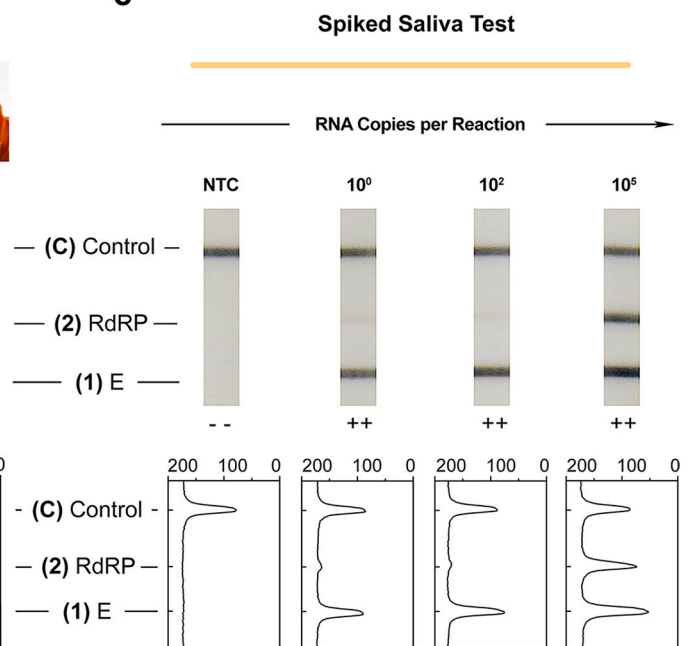 Spiked Saliva Test
RNA Copies per Reaction
NTC 10⁰ 10² 10⁵
(C) Control
(2) RdRP
(1) E
- - ++ ++ ++
0 200 100 0 200 100 0 200 100 0 200 100 0
(C) Control
(2) RdRP
(1) E